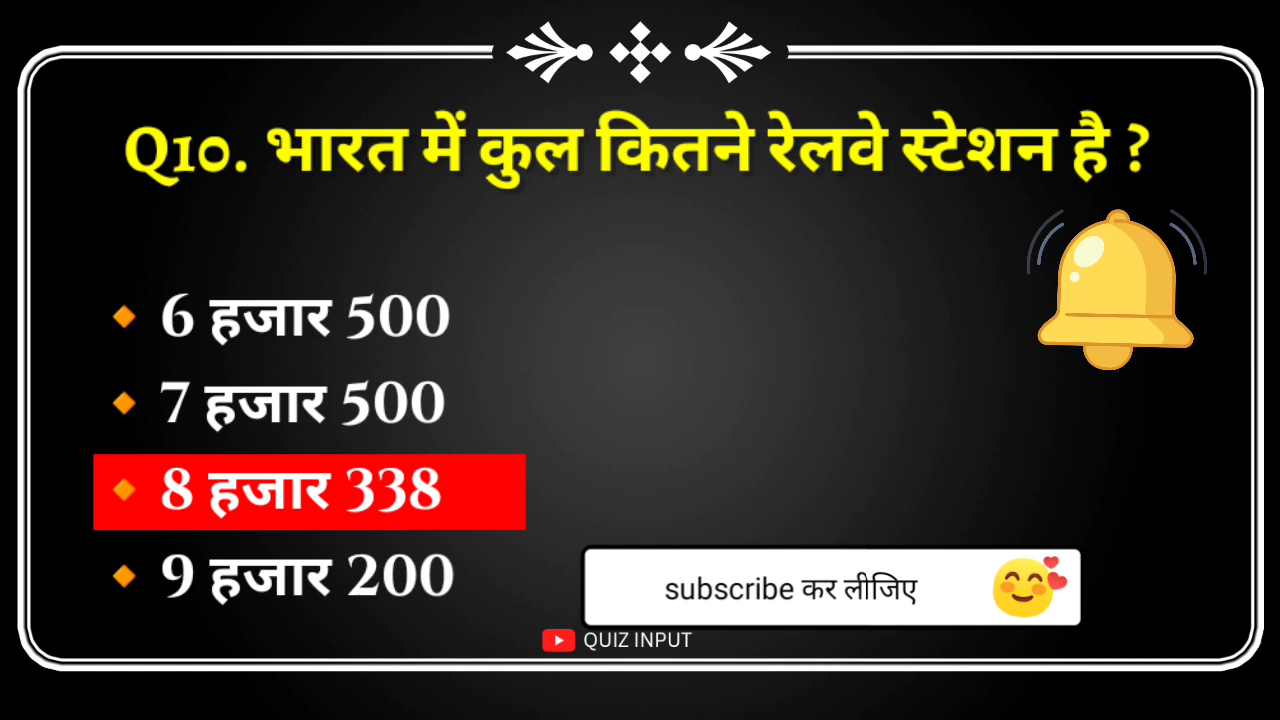 Q10. भारत में कुल कितने रेलवे स्टेशन है ?
6 हजार 500
7 हजार 500
8 हजार 338
9 हजार 200
subscribe कर लीजिए
QUIZ INPUT